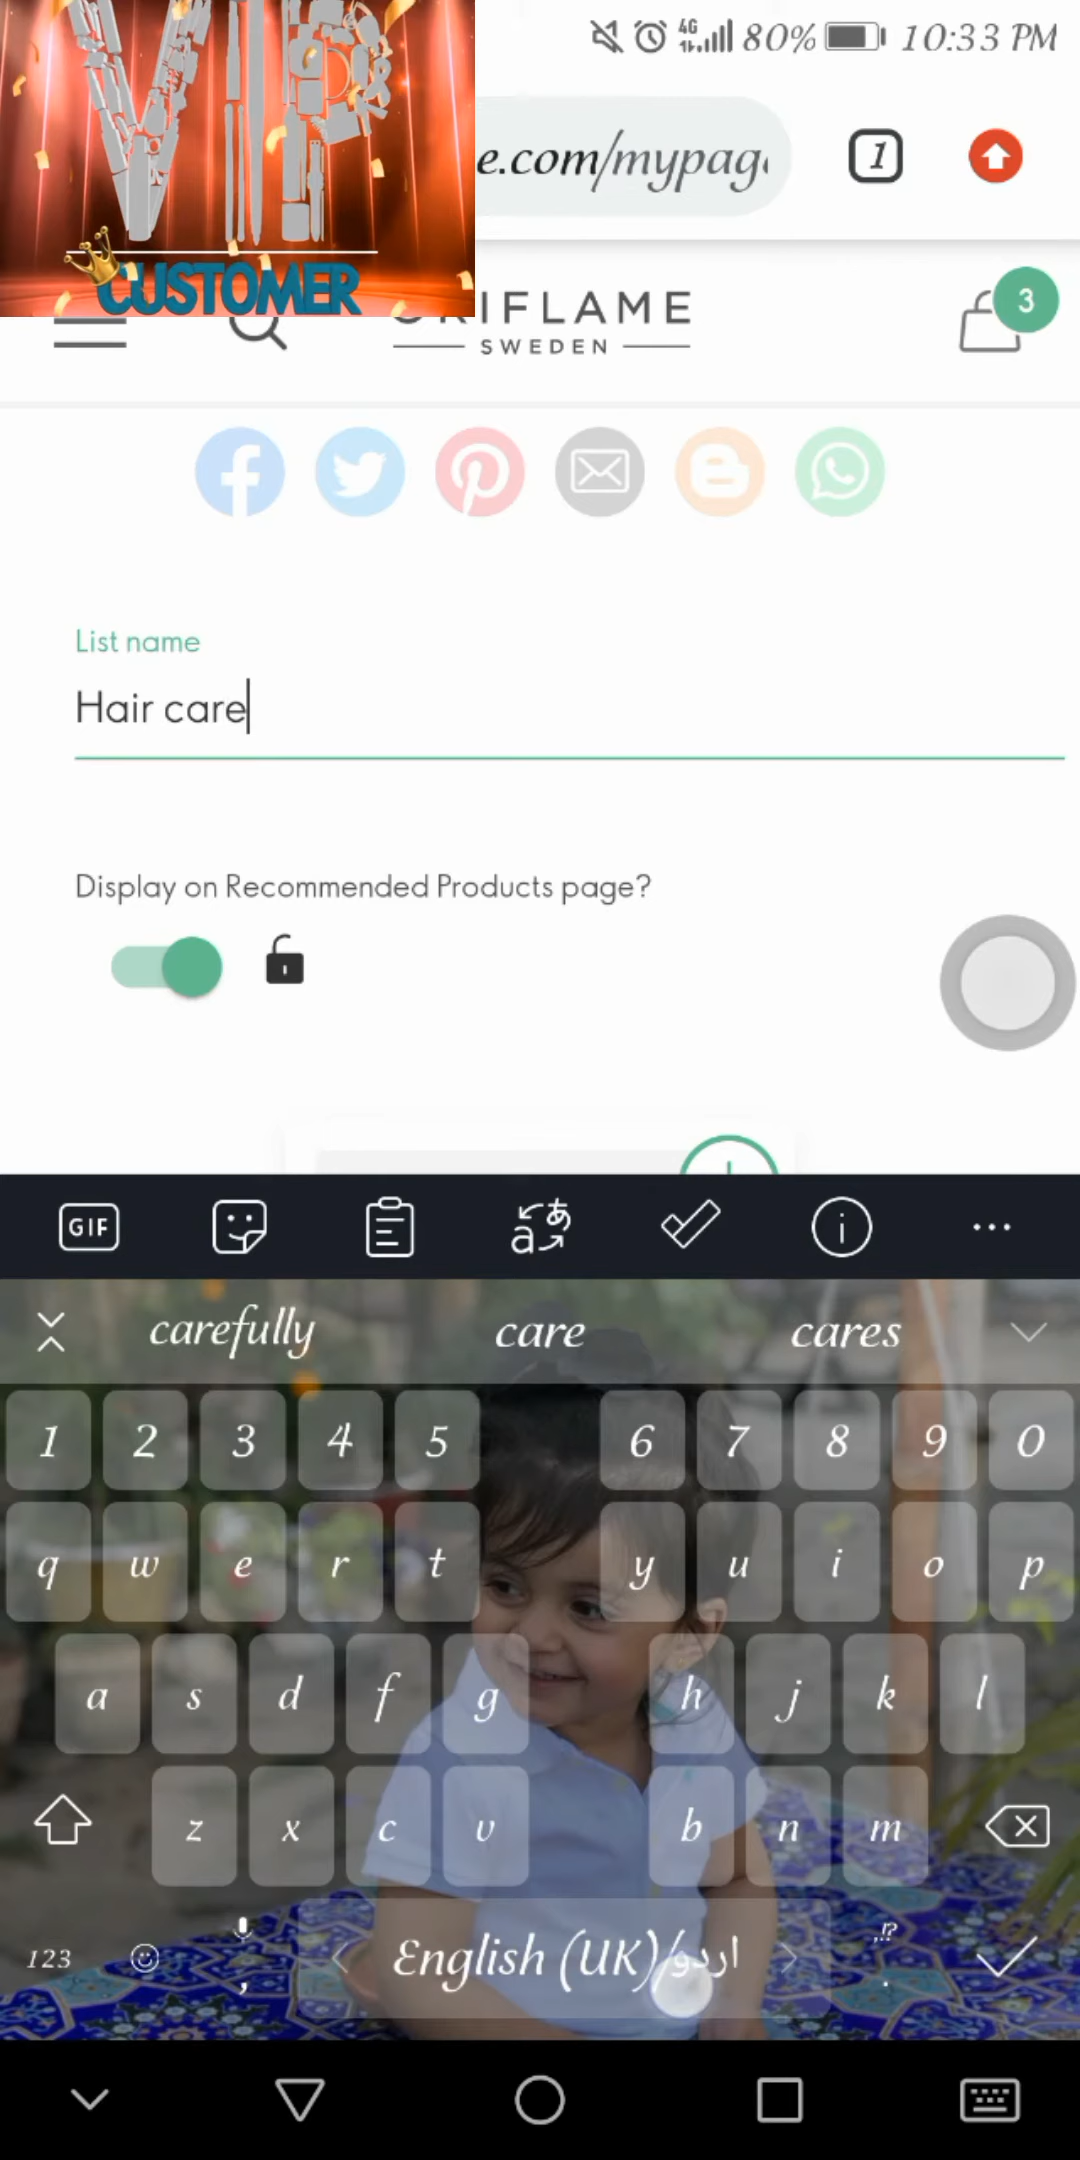 VIP
CUSTOMER
4G 80% 10:33 PM
e.com/mypag
1
ORIFLAME
SWEDEN
3
List name
Hair care
Display on Recommended Products page?
GIF
carefully care cares
1 2 3 4 5 6 7 8 9 0
q w e r t y u i o p
a s d f g h j k l
z x c v b n m
123 , English (UK)/اردو ,!? .